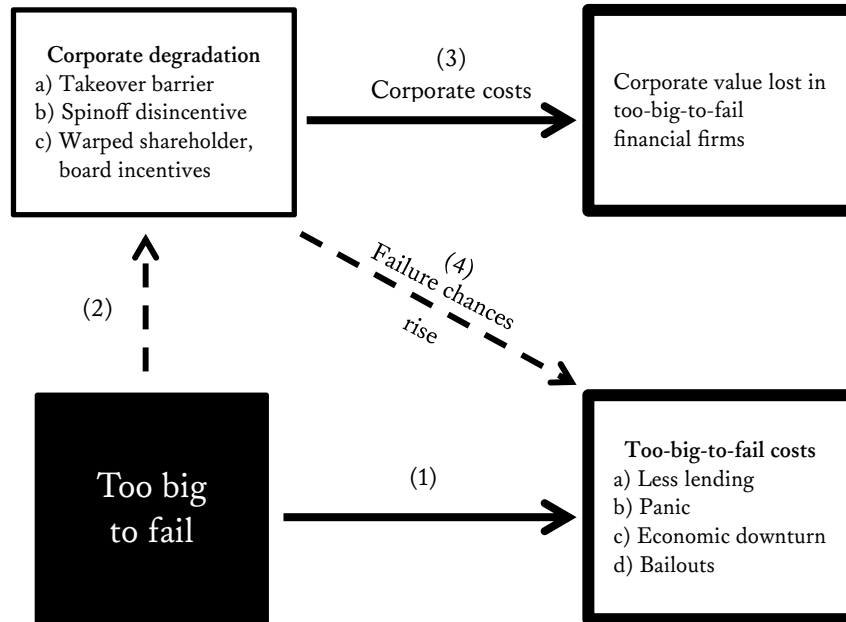 Corporate degradation
a) Takeover barrier
b) Spinoff disincentive
c) Warped shareholder,
board incentives
(3)
Corporate costs
Corporate value lost in
too-big-to-fail
financial firms
(2)
(4)
Failure chances
rise
Too big
to fail
(1)
Too-big-to-fail costs
a) Less lending
b) Panic
c) Economic downturn
d) Bailouts